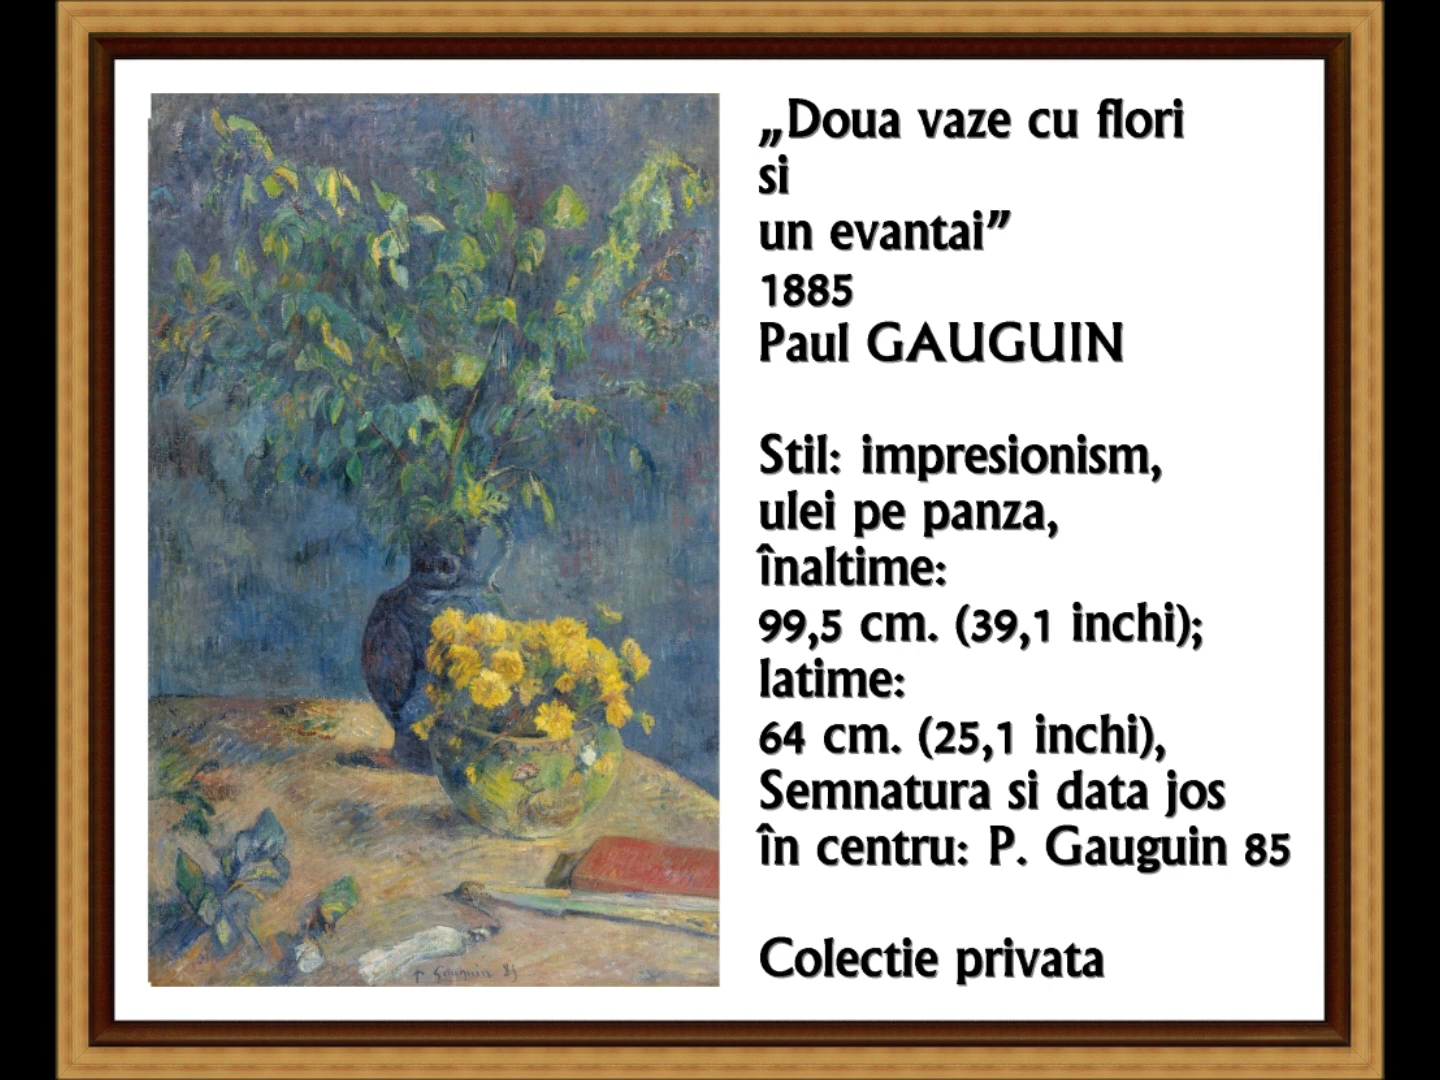 „Doua vaze cu flori
si
un evantai”
1885
Paul GAUGUIN
Stil: impresionism,
ulei pe panza,
înaltime:
99,5 cm. (39,1 inchi);
latime:
64 cm. (25,1 inchi),
Semnatura si data jos
în centru: P. Gauguin 85
Colectie privata
P. Gauguin 85